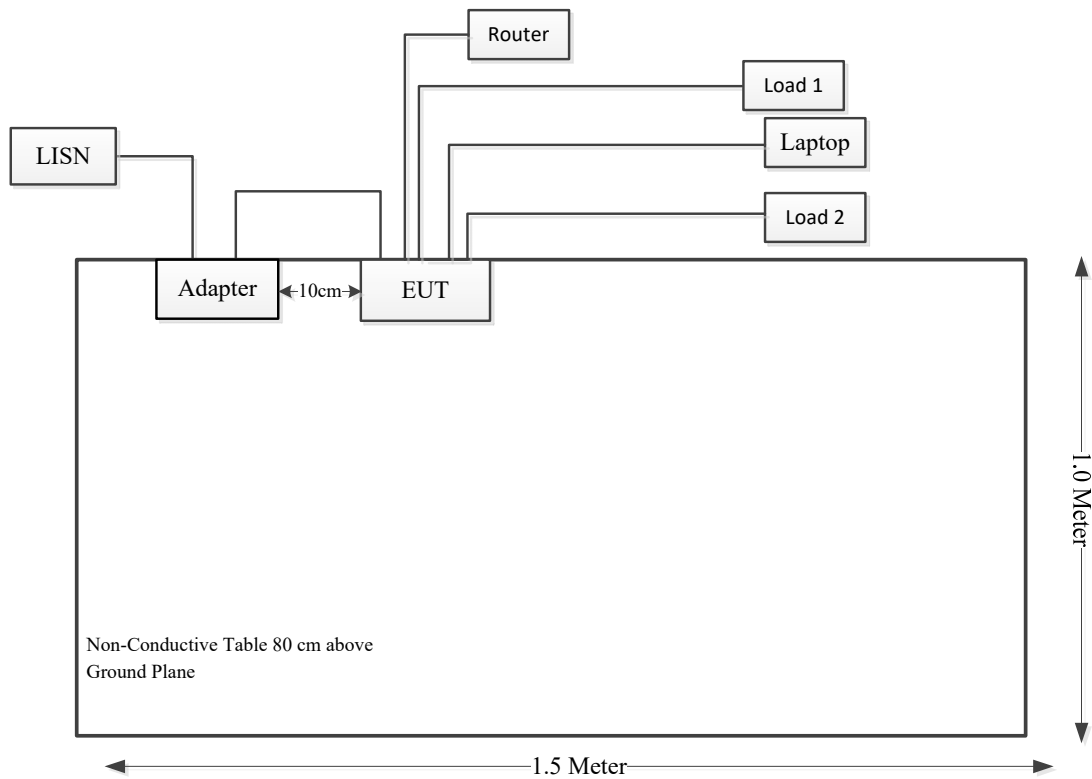 Router
Load 1
LISN
Laptop
Load 2
Adapter
10cm
EUT
1.0 Meter
Non-Conductive Table 80 cm above
Ground Plane
1.5 Meter